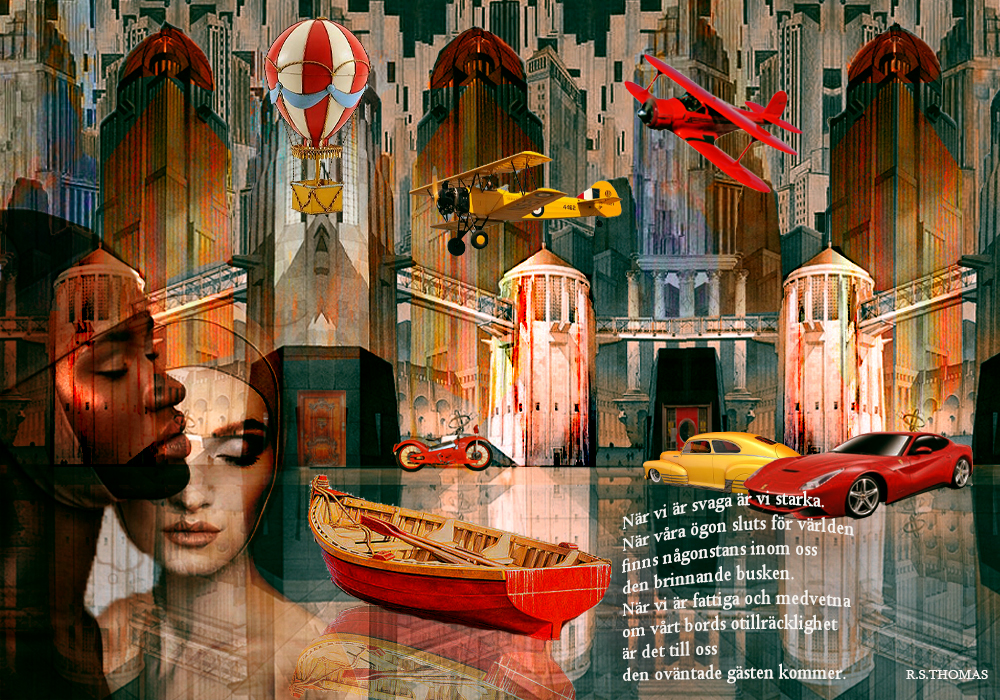 4462
När vi är svaga är vi starka.
När våra ögon sluts för världen
finns någonstans inom oss
den brinnande busken.
När vi är fattiga och medvetna
om vårt bords otillräcklighet
är det till oss
den oväntade gästen kommer.
R.S.THOMAS